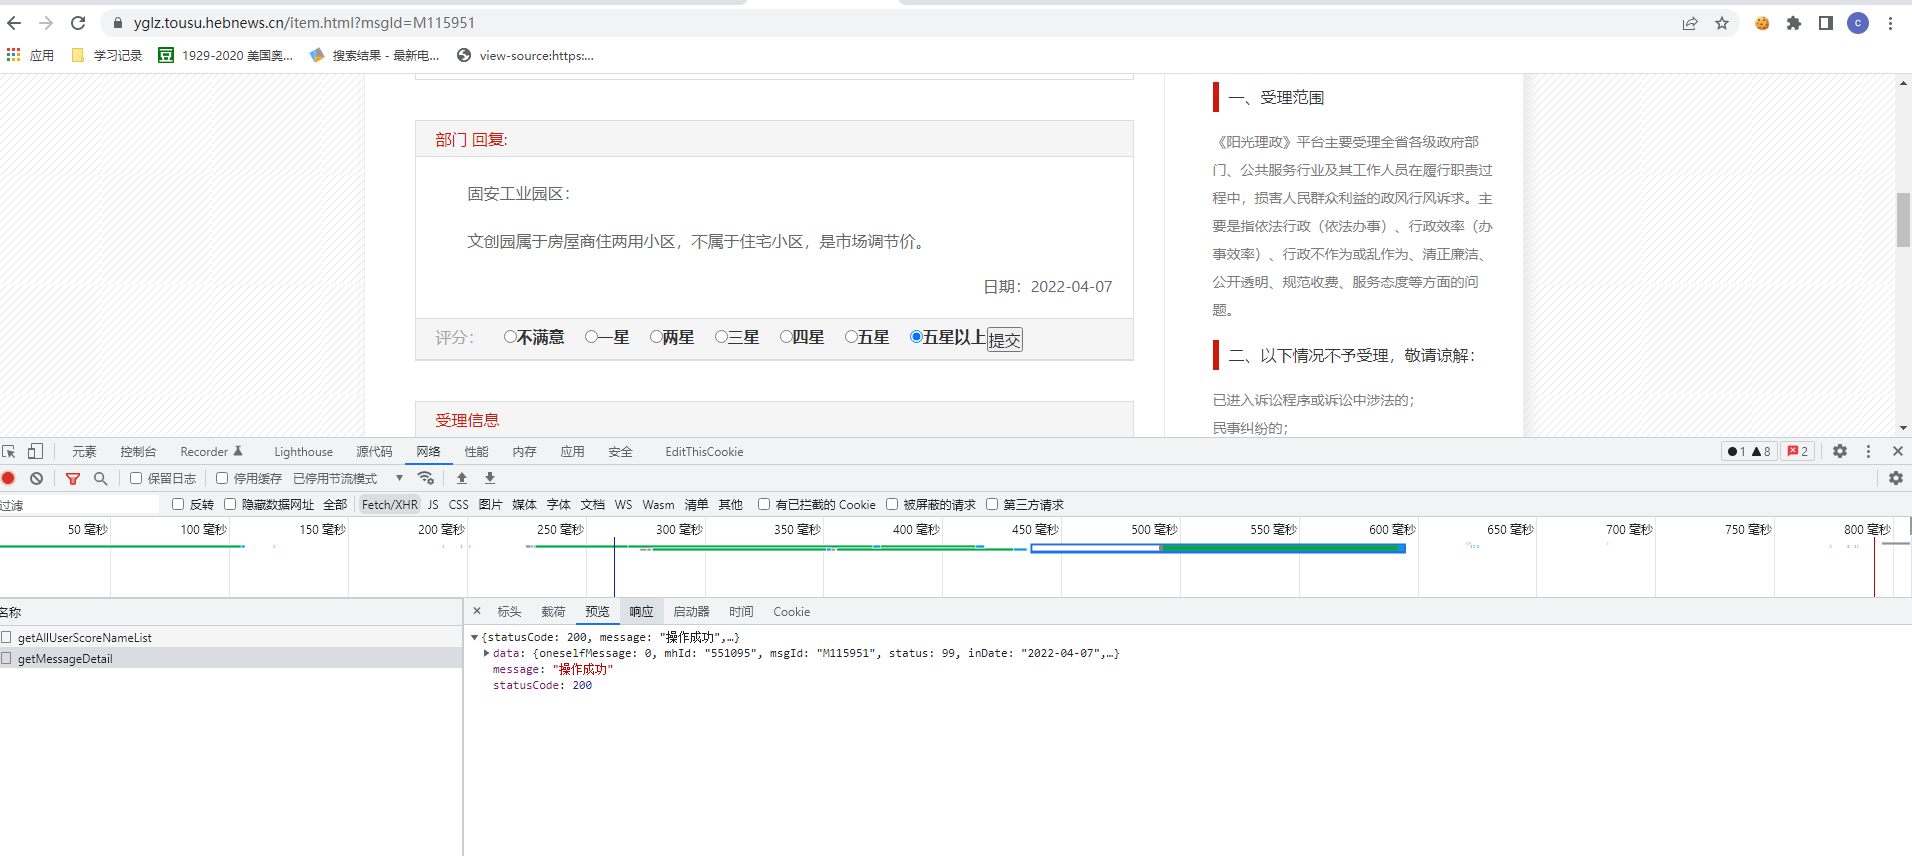 yglz.tousu.hebnews.cn/item.html?msgId=M115951
c
应用 学习记录 豆 1929-2020 美国奥... 搜索结果 - 最新电... view-source:https:...
部门 回复:
固安工业园区：
文创园属于房屋商住两用小区，不属于住宅小区，是市场调节价。
日期：2022-04-07
评分： 不满意 一星 两星 三星 四星 五星 五星以上 提交
受理信息
一、受理范围
《阳光理政》平台主要受理全省各级政府部
门、公共服务行业及其工作人员在履行职责过
程中，损害人民群众利益的政风行风诉求。主
要是指依法行政（依法办事）、行政效率（办
事效率）、行政不作为或乱作为、清正廉洁、
公开透明、规范收费、服务态度等方面的问
题。
二、以下情况不予受理，敬请谅解：
已进入诉讼程序或诉讼中涉法的；
民事纠纷的；
元素 控制台 Recorder Lighthouse 源代码 网络 性能 内存 应用 安全 EditThisCookie 1 8 2
保留日志 停用缓存 已停用节流模式
过滤 反转 隐藏数据网址 全部 Fetch/XHR JS CSS 图片 媒体 字体 文档 WS Wasm 清单 其他 有已拦截的 Cookie 被屏蔽的请求 第三方请求
50 毫秒 100 毫秒 150 毫秒 200 毫秒 250 毫秒 300 毫秒 350 毫秒 400 毫秒 450 毫秒 500 毫秒 550 毫秒 600 毫秒 650 毫秒 700 毫秒 750 毫秒 800 毫秒
名称
getAllUserScoreNameList
getMessageDetail
× 标头 载荷 预览 响应 启动器 时间 Cookie
{statusCode: 200, message: "操作成功",…}
data: {oneselfMessage: 0, mhId: "551095", msgId: "M115951", status: 99, inDate: "2022-04-07",…}
message: "操作成功"
statusCode: 200